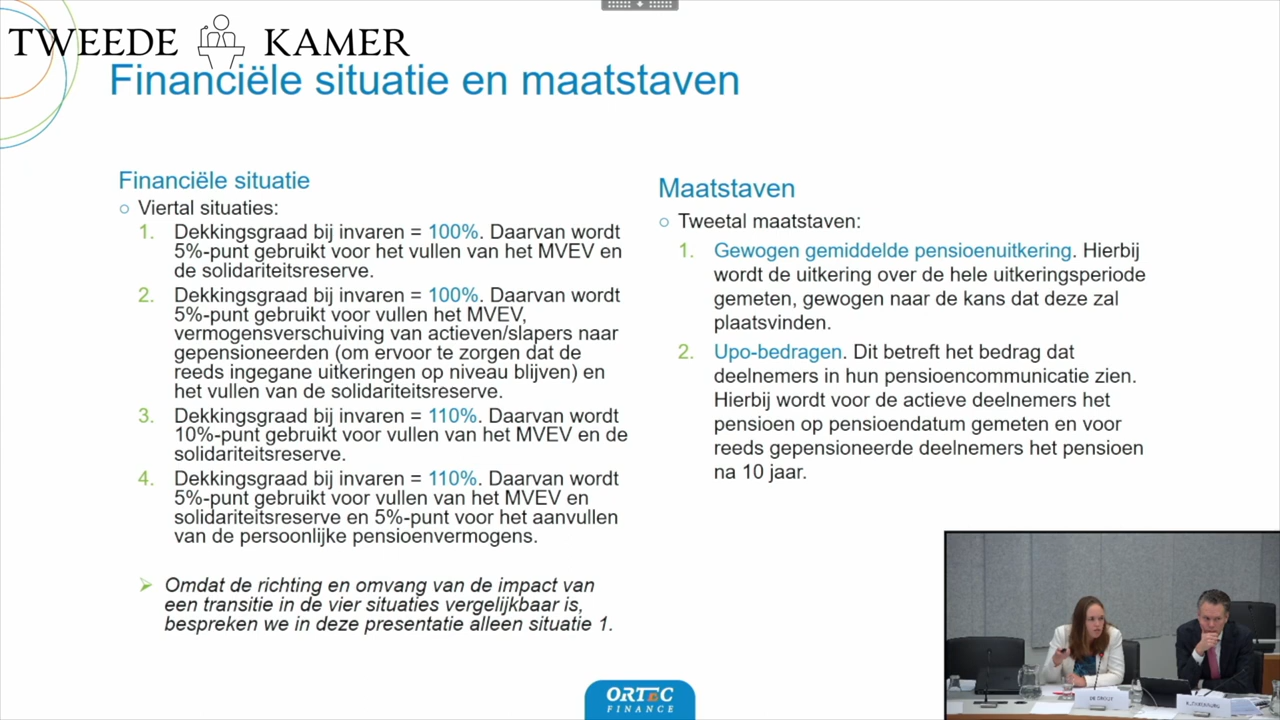 TWEEDE KAMER
Financiële situatie en maatstaven
Financiële situatie
Viertal situaties:
1. Dekkingsgraad bij invaren = 100%. Daarvan wordt
5%-punt gebruikt voor het vullen van het MVEV en
de solidariteitsreserve.
2. Dekkingsgraad bij invaren = 100%. Daarvan wordt
5%-punt gebruikt voor vullen het MVEV,
vermogensverschuiving van actieven/slapers naar
gepensioneerden (om ervoor te zorgen dat de
reeds ingegane uitkeringen op niveau blijven) en
het vullen van de solidariteitsreserve.
3. Dekkingsgraad bij invaren = 110%. Daarvan wordt
10%-punt gebruikt voor vullen van het MVEV en de
solidariteitsreserve.
4. Dekkingsgraad bij invaren = 110%. Daarvan wordt
5%-punt gebruikt voor vullen van het MVEV en
solidariteitsreserve en 5%-punt voor het aanvullen
van de persoonlijke pensioenvermogens.
Omdat de richting en omvang van de impact van
een transitie in de vier situaties vergelijkbaar is,
bespreken we in deze presentatie alleen situatie 1.
Maatstaven
Tweetal maatstaven:
1. Gewogen gemiddelde pensioenuitkering. Hierbij
wordt de uitkering over de hele uitkeringsperiode
gemeten, gewogen naar de kans dat deze zal
plaatsvinden.
2. Upo-bedragen. Dit betreft het bedrag dat
deelnemers in hun pensioencommunicatie zien.
Hierbij wordt voor de actieve deelnemers het
pensioen op pensioendatum gemeten en voor
reeds gepensioneerde deelnemers het pensioen
na 10 jaar.
ORTEC
FINANCE